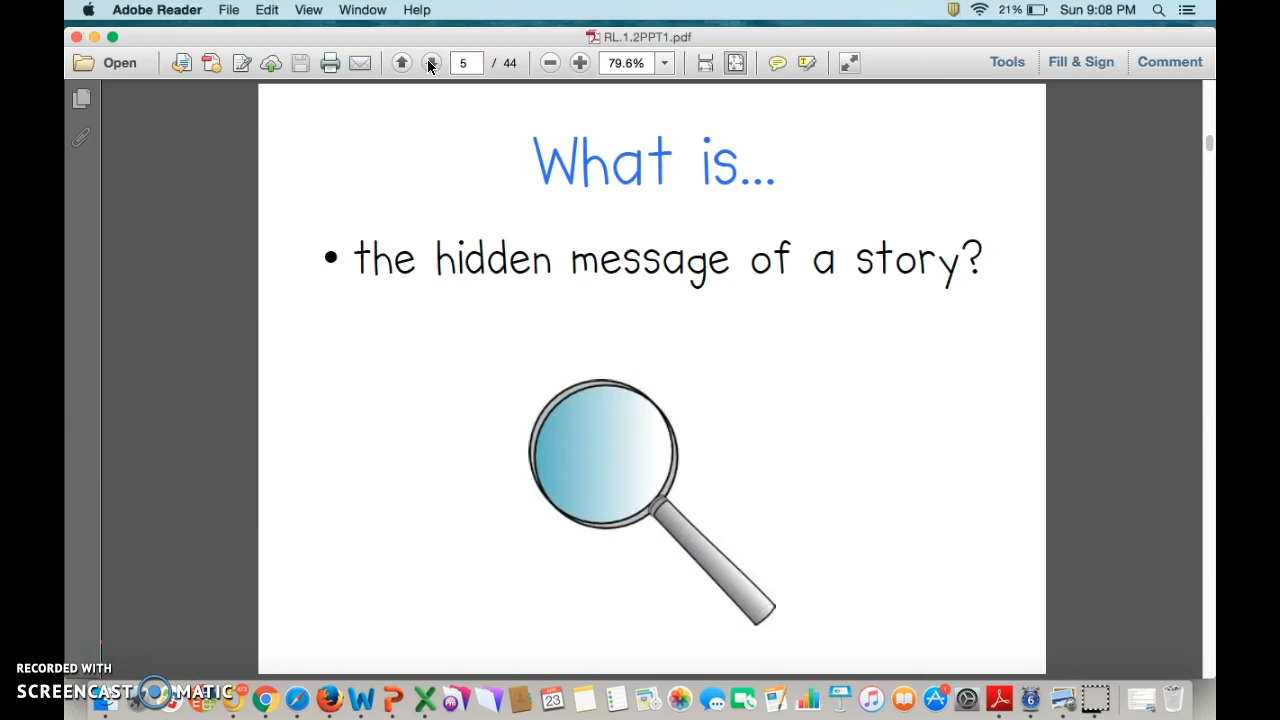 Adobe Reader File Edit View Window Help 21% Sun 9:08 PM
RL.1.2PPT1.pdf
Open 5 / 44 79.6% Tools Fill & Sign Comment
What is...
• the hidden message of a story?
RECORDED WITH
SCREENCAST MATIC
23